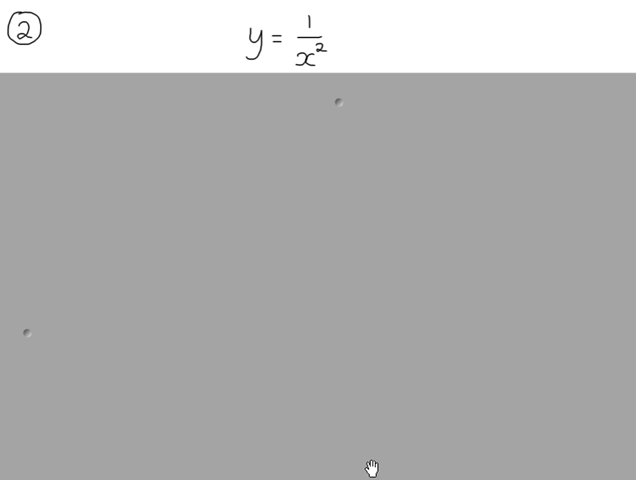 ② y = 1/x²